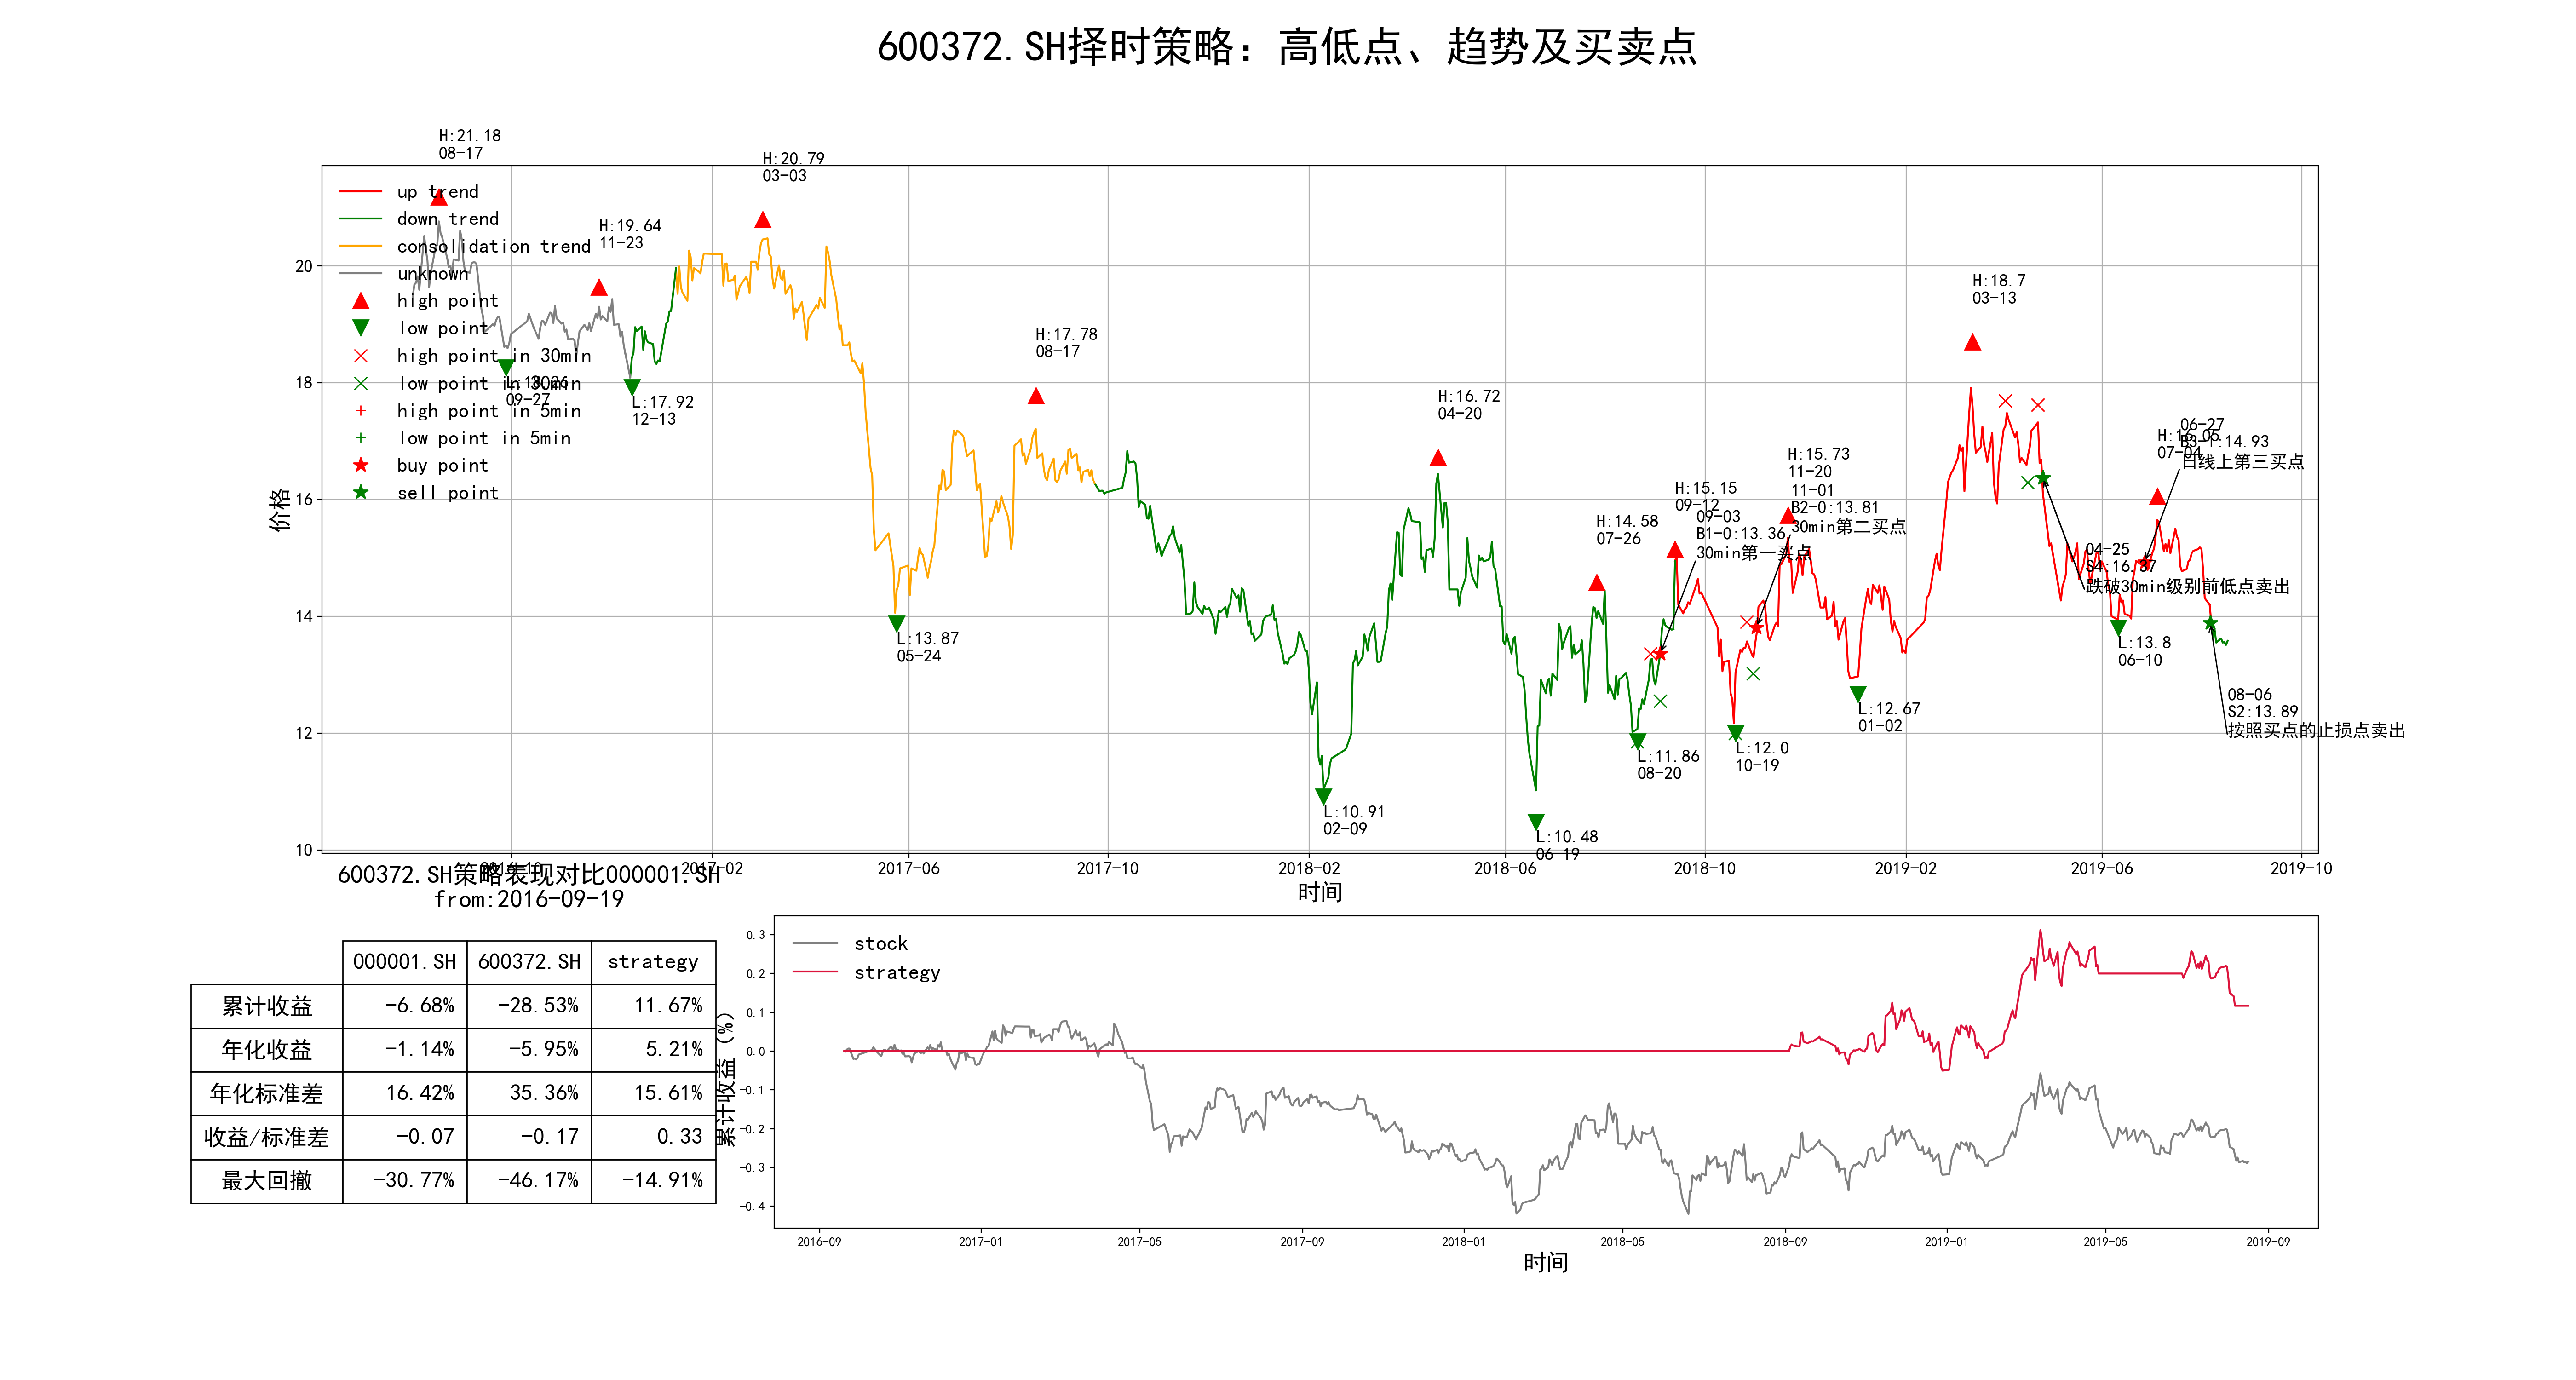 600372.SH择时策略：高低点、趋势及买卖点
H:21.18
08-17
H:20.79
03-03
H:19.64
11-23
up trend
down trend
consolidation trend
unknown
high point
low point
high point in 30min
low point in 30min
high point in 5min
low point in 5min
buy point
sell point
L:18.26
09-27
L:17.92
12-13
H:17.78
08-17
L:13.87
05-24
H:16.72
04-20
L:10.91
02-09
L:10.48
06-19
H:14.58
07-26
H:15.15
09-12
09-03
B1-0:13.36
30min第一买点
H:15.73
11-20
11-01
B2-0:13.81
30min第二买点
L:11.86
08-20
L:12.0
10-19
L:12.67
01-02
H:18.7
03-13
H:16.05
07-04
06-27
B3-1:14.93
日线上第三买点
04-25
S4:16.37
跌破30min级别前低点卖出
L:13.8
06-10
08-06
S2:13.89
按照买点的止损点卖出
价格
20
18
16
14
12
10
2016-10
2017-02
2017-06
2017-10
2018-02
2018-06
2018-10
2019-02
2019-06
2019-10
时间
600372.SH策略表现对比000001.SH
from:2016-09-19
000001.SH 600372.SH strategy
累计收益 -6.68% -28.53% 11.67%
年化收益 -1.14% -5.95% 5.21%
年化标准差 16.42% 35.36% 15.61%
收益/标准差 -0.07 -0.17 0.33
最大回撤 -30.77% -46.17% -14.91%
累计收益（%）
0.3
0.2
0.1
0.0
-0.1
-0.2
-0.3
-0.4
stock
strategy
2016-09
2017-01
2017-05
2017-09
2018-01
2018-05
2018-09
2019-01
2019-05
2019-09
时间